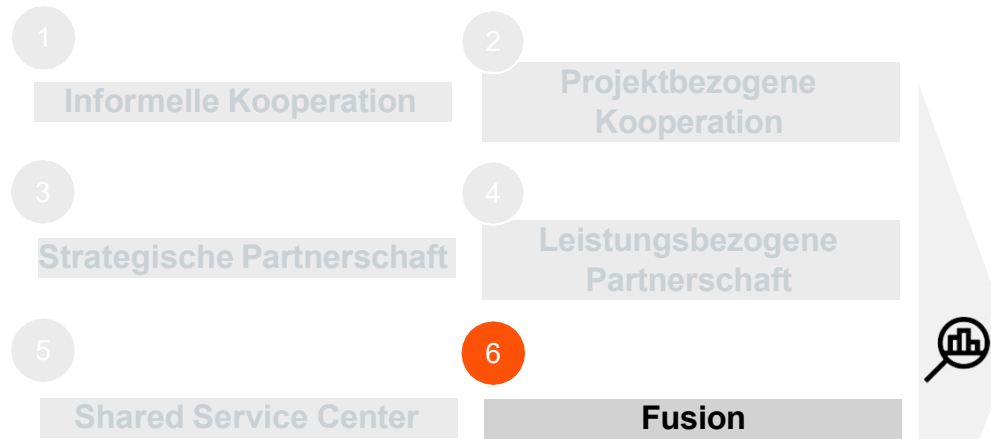 1
Informelle Kooperation
2
Projektbezogene
Kooperation
3
Strategische Partnerschaft
4
Leistungsbezogene
Partnerschaft
5
Shared Service Center
6
Fusion